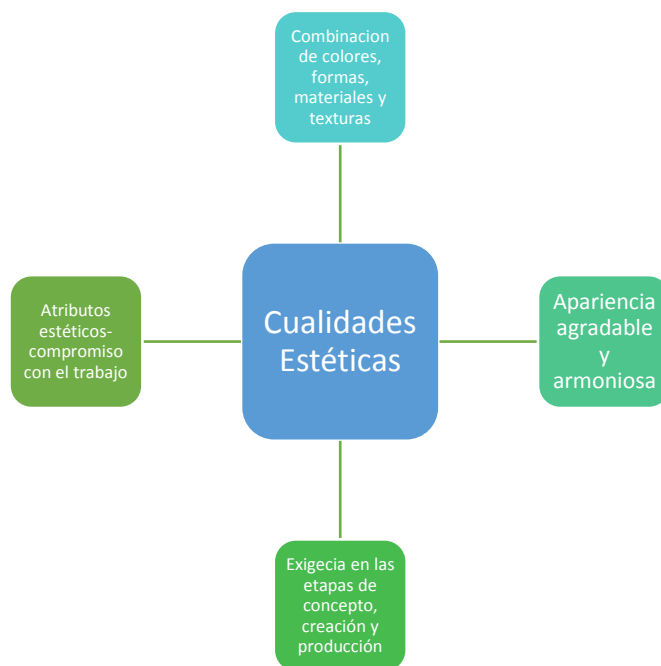 Combinacion
de colores,
formas,
materiales y
texturas
Atributos
estéticos-
compromiso
con el trabajo
Cualidades
Estéticas
Apariencia
agradable
y
armoniosa
Exigecia en las
etapas de
concepto,
creación y
producción